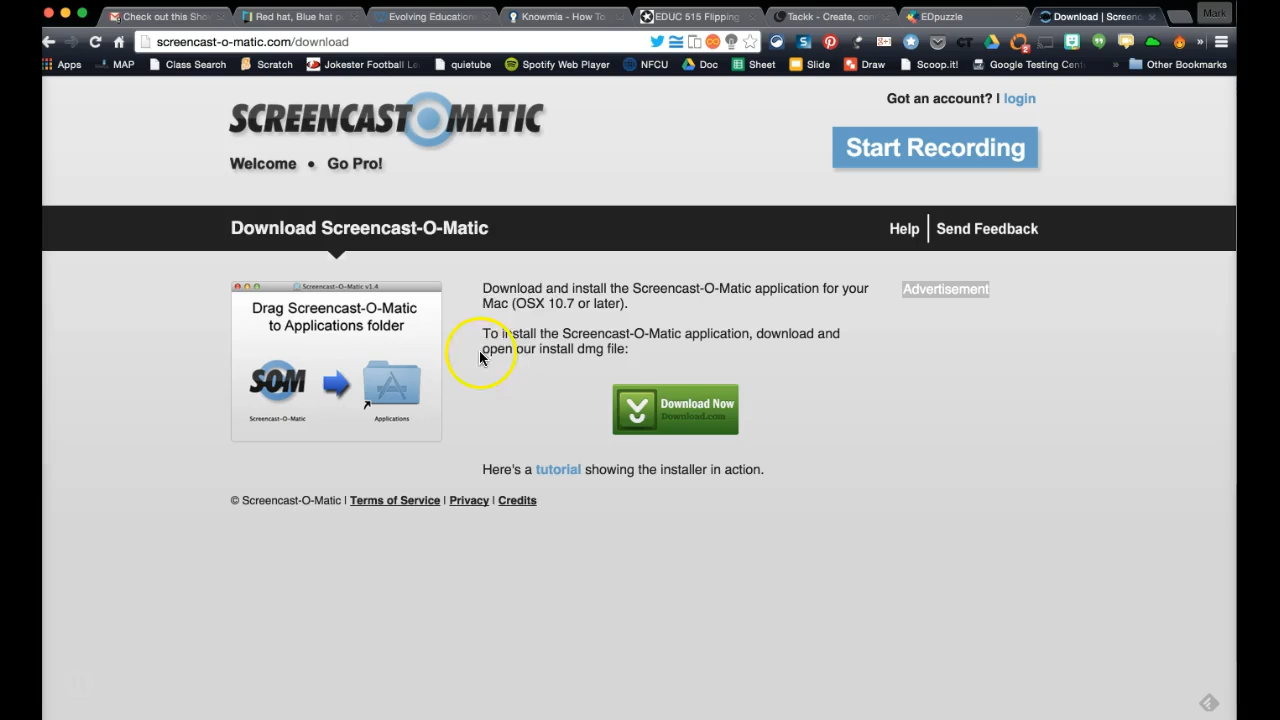 Check out this Sho
Red hat, Blue hat p
Evolving Education
Knowmia - How To
EDUC 515 Flipping
Tackk - Create, con
EDpuzzle
Download | Screenc
Mark
screencast-o-matic.com/download
Apps
MAP
Class Search
Scratch
Jokester Football Le
quietube
Spotify Web Player
NFCU
Doc
Sheet
Slide
Draw
Scoop.it!
Google Testing Cent
»
Other Bookmarks
SCREENCAST O MATIC
Got an account? | login
Start Recording
Welcome • Go Pro!
Download Screencast-O-Matic
Help | Send Feedback
Screencast-O-Matic v1.4
Drag Screencast-O-Matic
to Applications folder
SOM
Screencast-O-Matic
Applications
Download and install the Screencast-O-Matic application for your
Mac (OSX 10.7 or later).
To install the Screencast-O-Matic application, download and
open our install dmg file:
Advertisement
Download Now
Download.com
Here's a tutorial showing the installer in action.
© Screencast-O-Matic | Terms of Service | Privacy | Credits